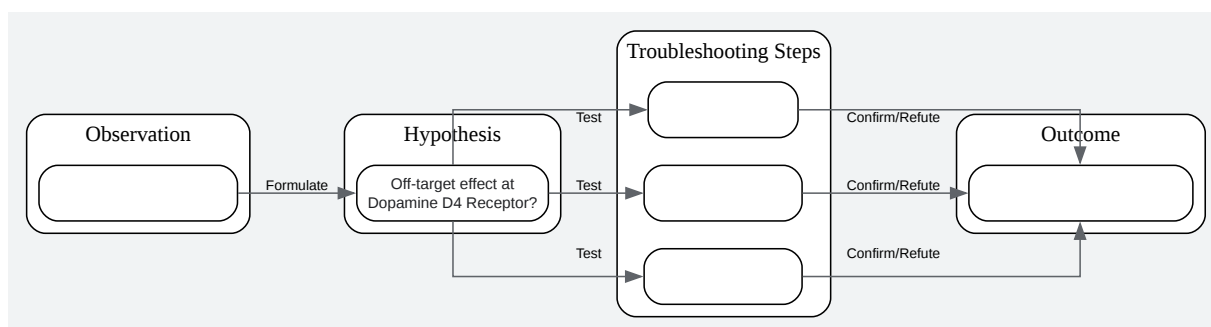 Troubleshooting Steps
Observation
Hypothesis
Outcome
Formulate
Off-target effect at
Dopamine D4 Receptor?
Test
Test
Test
Confirm/Refute
Confirm/Refute
Confirm/Refute